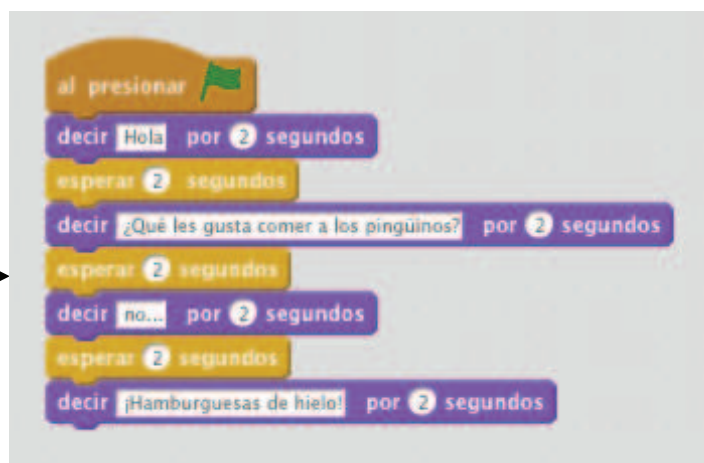 al presionar
decir Hola por 2 segundos
esperar 2 segundos
decir ¿Qué les gusta comer a los pingüinos? por 2 segundos
esperar 2 segundos
decir no... por 2 segundos
esperar 2 segundos
decir ¡Hamburguesas de hielo! por 2 segundos